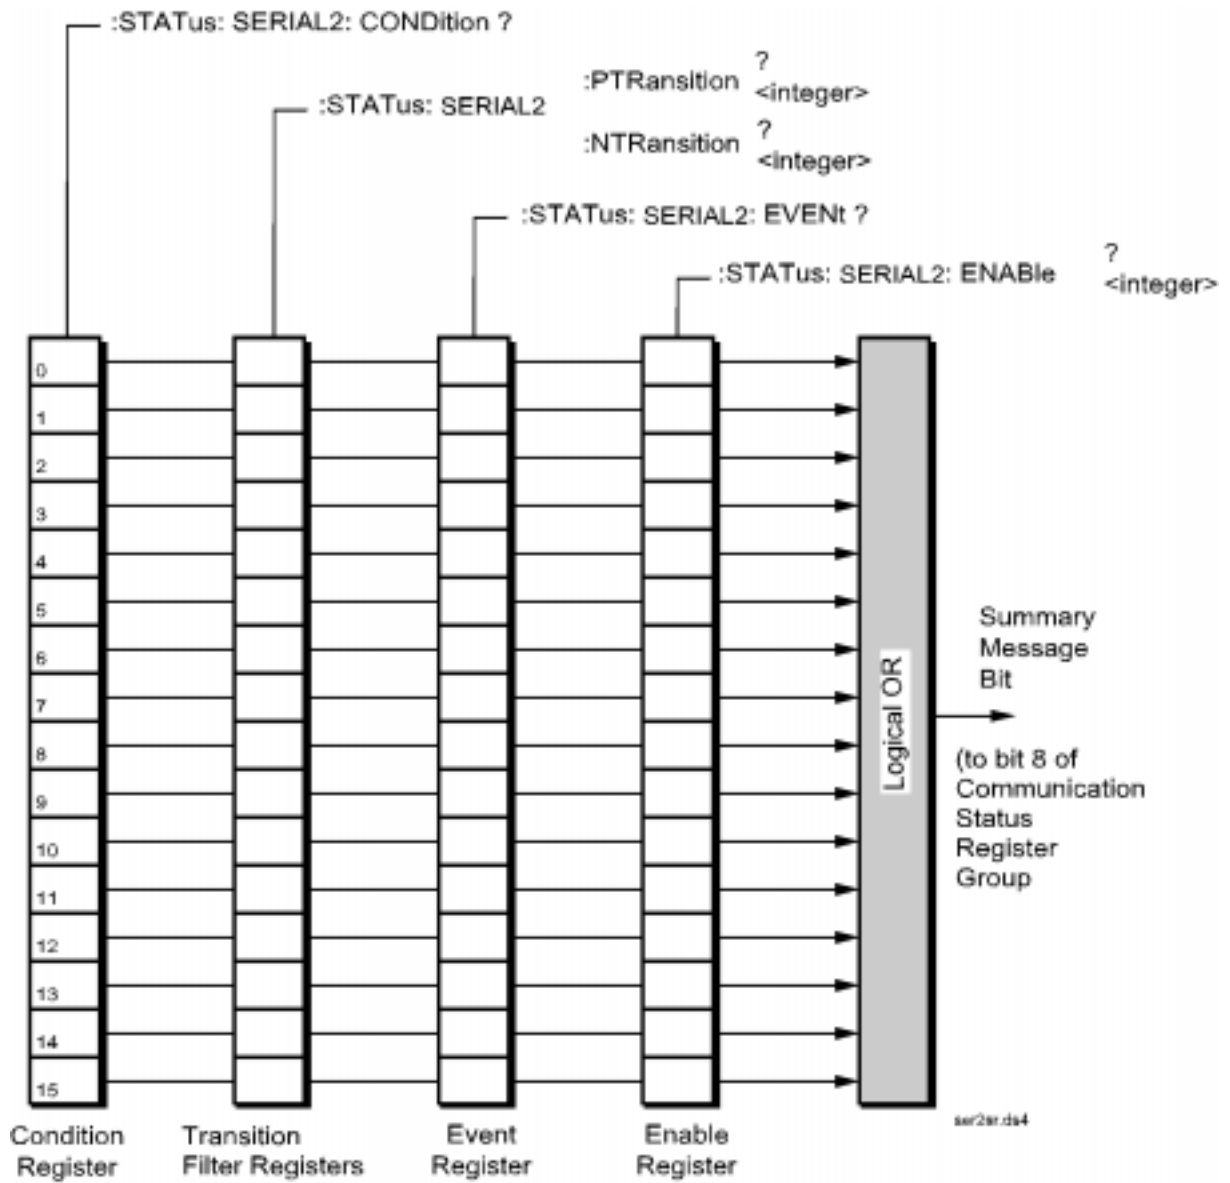 :STATus: SERIAL2: CONDition ?
:STATus: SERIAL2
:PTRansition
?
<integer>
:NTRansition
?
<integer>
:STATus: SERIAL2: EVENt ?
:STATus: SERIAL2: ENABle
?
<integer>
0
1
2
3
4
5
6
7
8
9
10
11
12
13
14
15
Logical OR
Summary
Message
Bit
(to bit 8 of
Communication
Status
Register
Group
ser2sr.ds4
Condition
Register
Transition
Filter Registers
Event
Register
Enable
Register